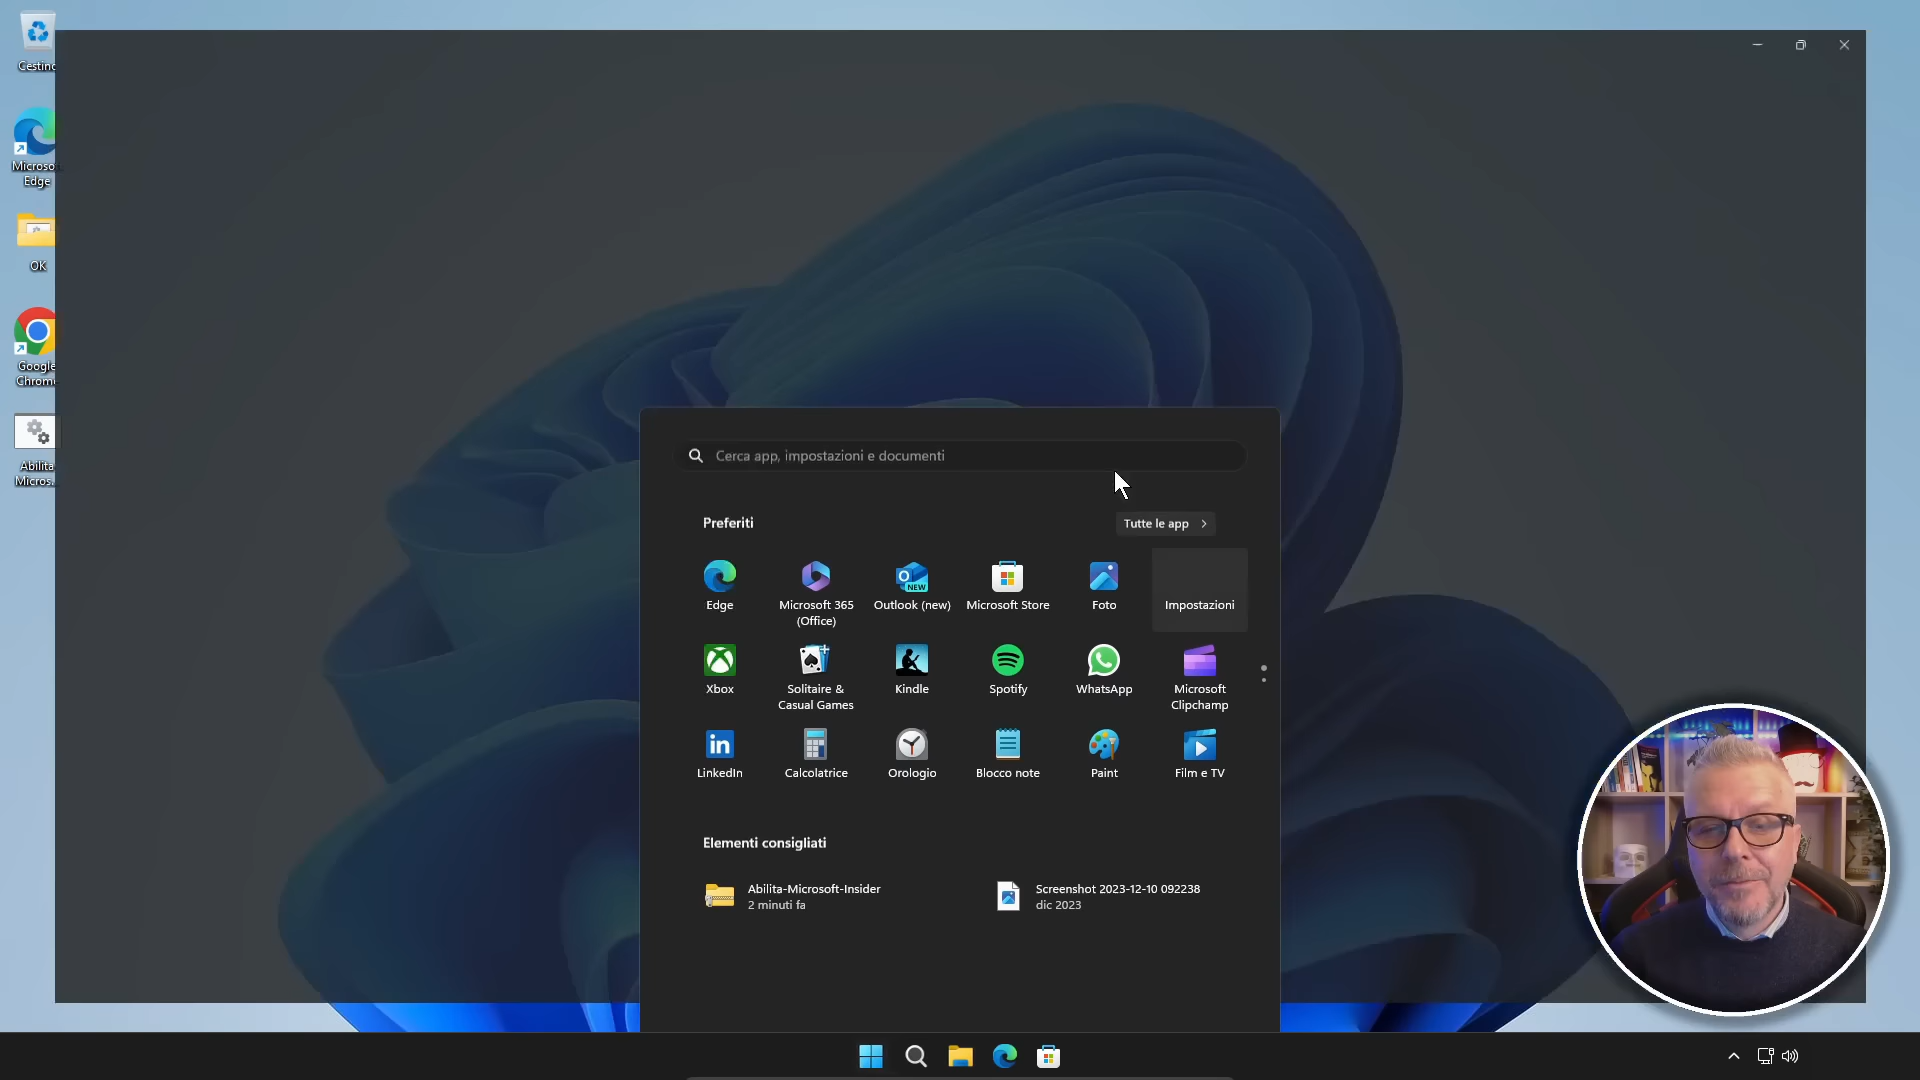 Cestino
Microso
Edge
OK
Google
Chrome
Abilita
Micros...
Cerca app, impostazioni e documenti
Preferiti
Tutte le app
Edge
Microsoft 365
(Office)
Outlook (new)
NEW
Microsoft Store
Foto
Impostazioni
Xbox
Solitaire &
Casual Games
Kindle
Spotify
WhatsApp
Microsoft
Clipchamp
in
LinkedIn
Calcolatrice
Orologio
Blocco note
Paint
Film e TV
Elementi consigliati
Abilita-Microsoft-Insider
2 minuti fa
Screenshot 2023-12-10 092238
dic 2023